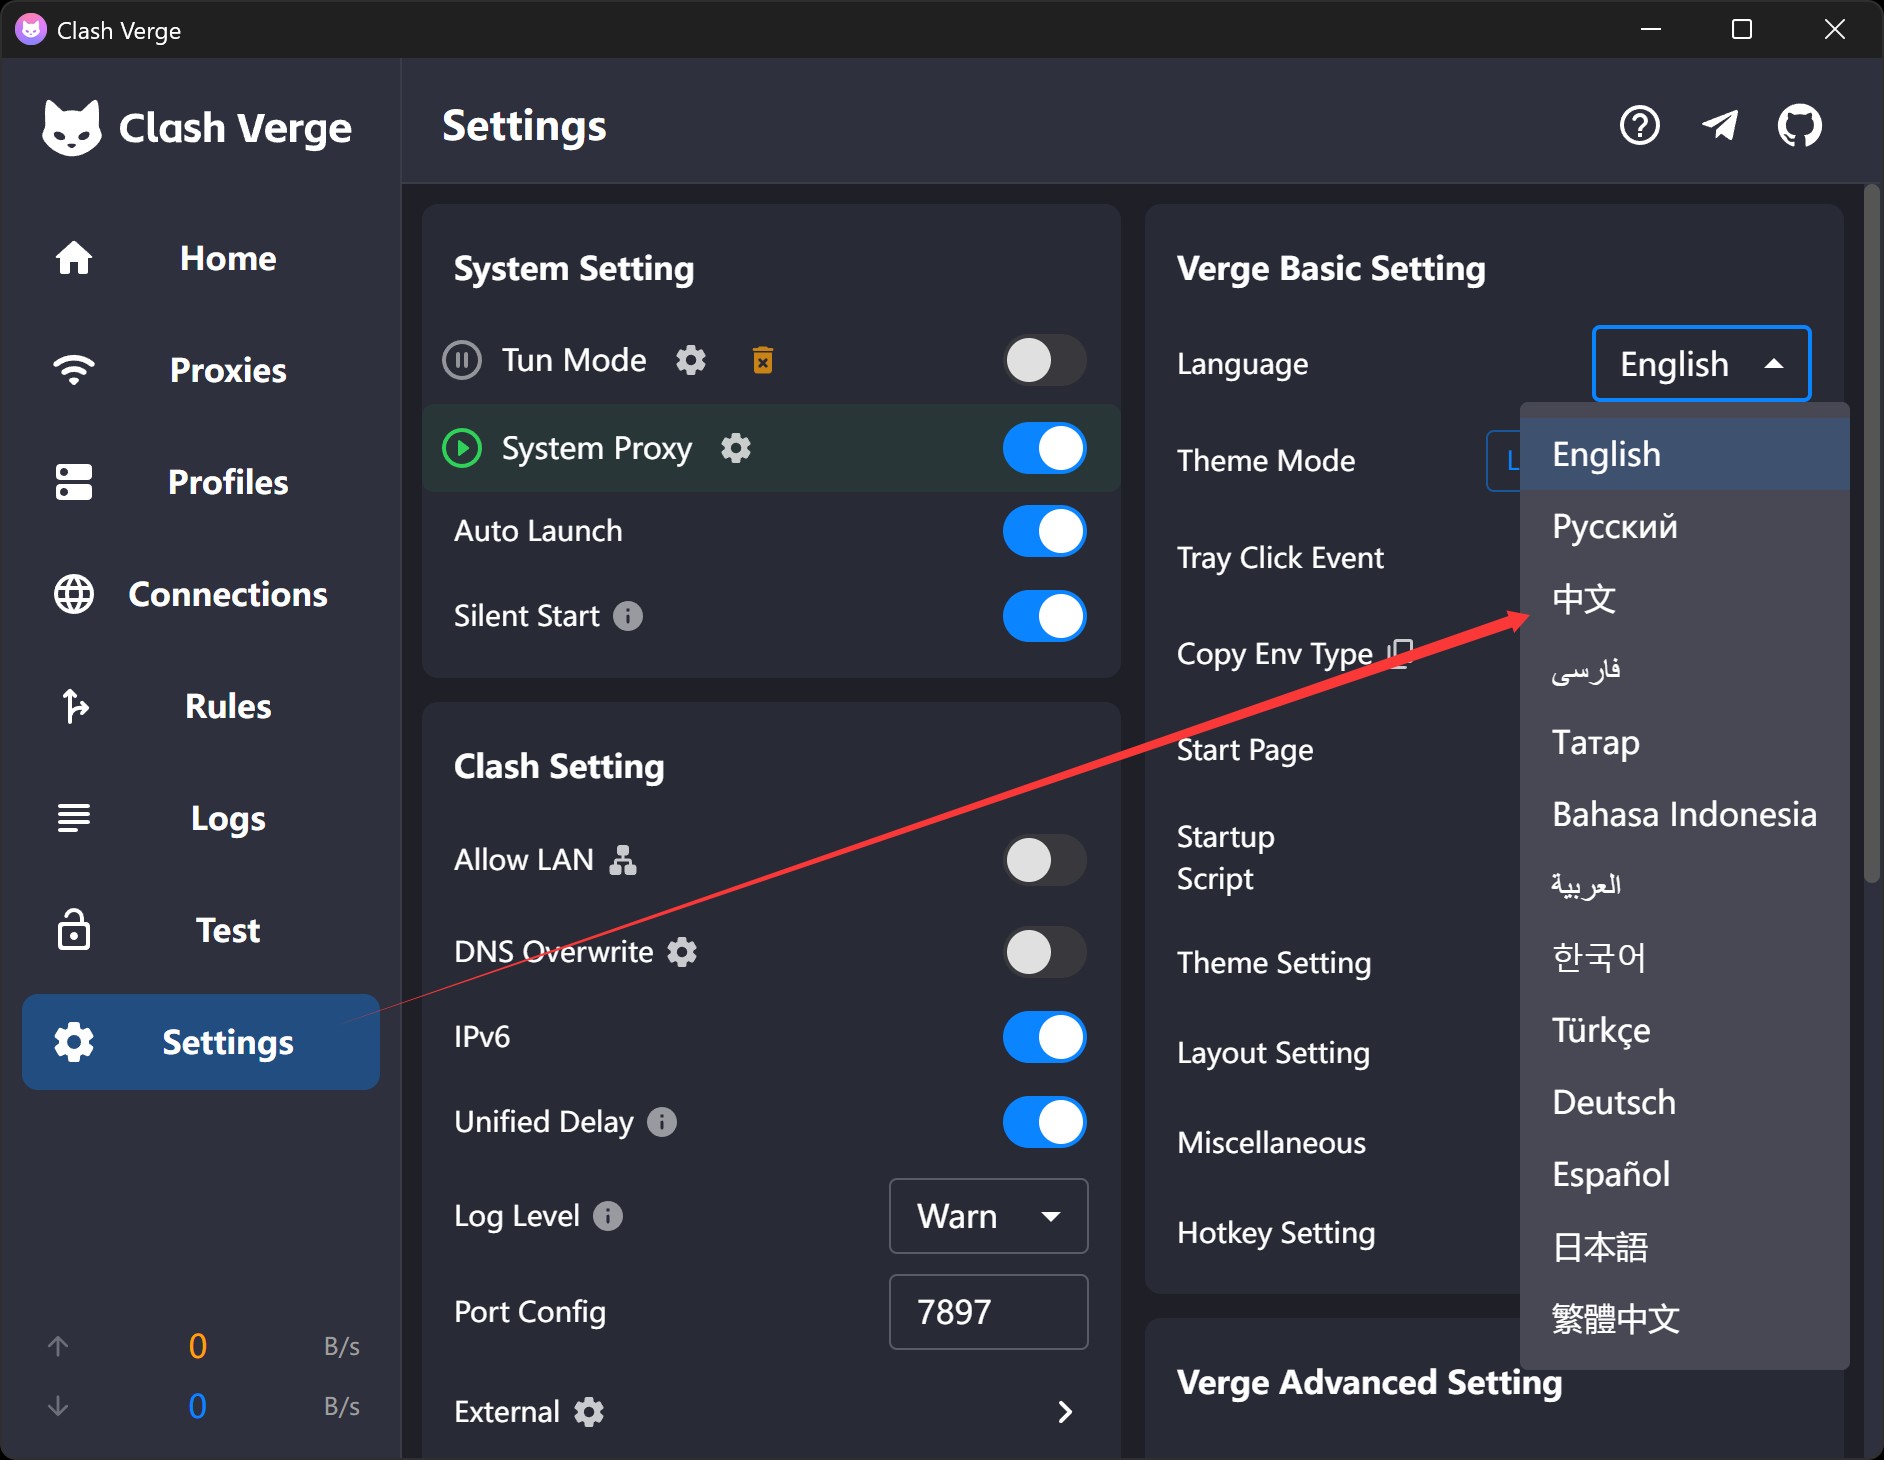 Clash Verge
Clash Verge
Home
Proxies
Profiles
Connections
Rules
Logs
Test
Settings
0 B/s
0 B/s
Settings
System Setting
Tun Mode
System Proxy
Auto Launch
Silent Start
Clash Setting
Allow LAN
DNS Overwrite
IPv6
Unified Delay
Log Level Warn
Port Config 7897
External
Verge Basic Setting
Language English
Theme Mode L
Tray Click Event
Copy Env Type
Start Page
Startup
Script
Theme Setting
Layout Setting
Miscellaneous
Hotkey Setting
Verge Advanced Setting
English
Русский
中文
فارسی
Татар
Bahasa Indonesia
العربية
한국어
Türkçe
Deutsch
Español
日本語
繁體中文